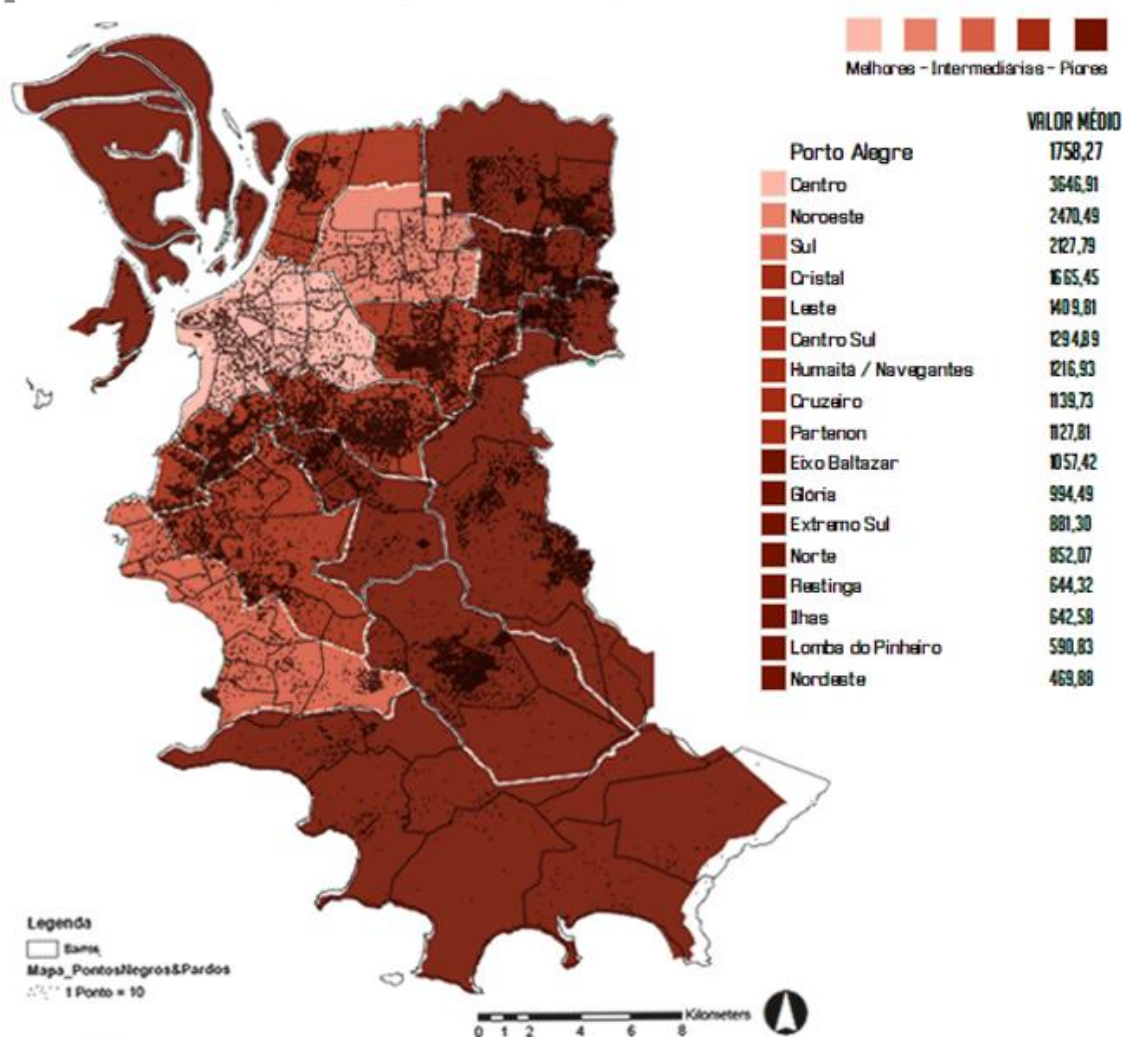 Melhores - Intermediárias - Piores
VALOR MÉDIO
Porto Alegre 1758,27
Centro 3646,91
Noroeste 2470,49
Sul 2127,79
Cristal 1665,45
Leste 1409,81
Centro Sul 1294,89
Humaitá / Navegantes 1216,93
Cruzeiro 1139,73
Partenon 1127,81
Eixo Baltazar 1057,42
Glória 994,49
Extremo Sul 881,30
Norte 852,07
Restinga 644,32
Ilhas 642,58
Lomba do Pinheiro 590,83
Nordeste 469,88
Legenda
Mapa_PontosNegros&Pardos
1 Ponto = 10
Kilometers
0 1 2 4 6 8